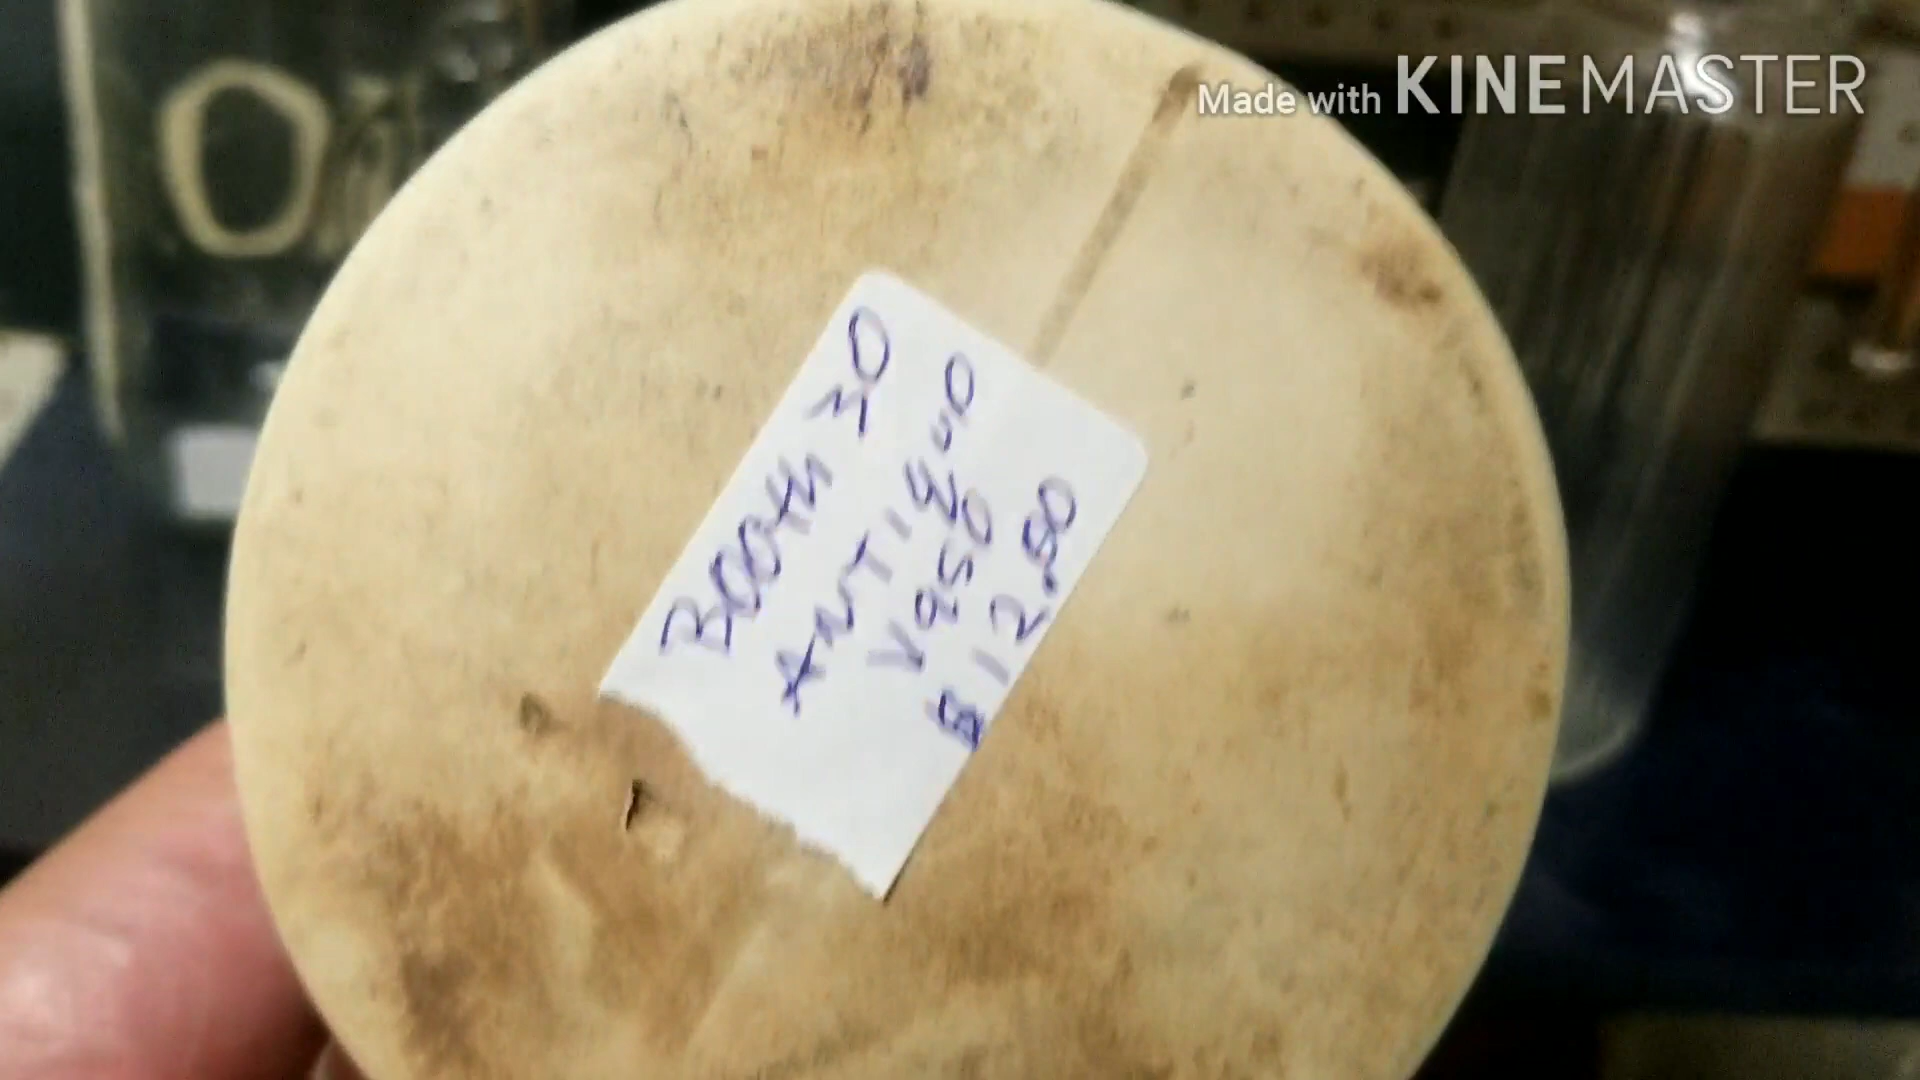 Made with KINEMASTER
BOOTH 30
ANTIQUE
VASE
$12.50